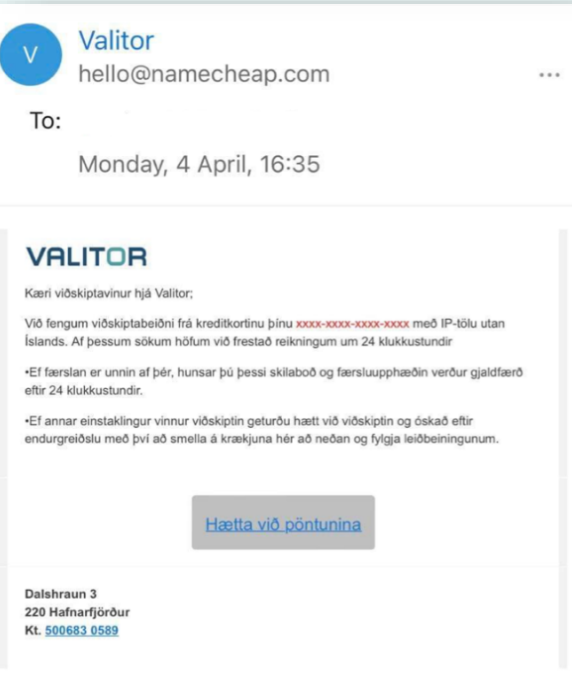 V
Valitor
hello@namecheap.com
...
To:
Monday, 4 April, 16:35
VALITOR
Kæri viðskiptavinur hjá Valitor;
Við fengum viðskiptabeiðni frá kreditkortinu þínu xxxx-xxxx-xxxx-xxxx með IP-tölu utan
Íslands. Af þessum sökum höfum við frestað reikningum um 24 klukkustundir
•Ef færslan er unnin af þér, hunsar þú þessi skilaboð og færsluupphæðin verður gjaldfærð
eftir 24 klukkustundir.
•Ef annar einstaklingur vinnur viðskiptin geturðu hætt við viðskiptin og óskað eftir
endurgreiðslu með því að smella á krækjuna hér að neðan og fylgja leiðbeiningunum.
Hætta við pöntunina
Dalshraun 3
220 Hafnarfjörður
Kt. 500683 0589